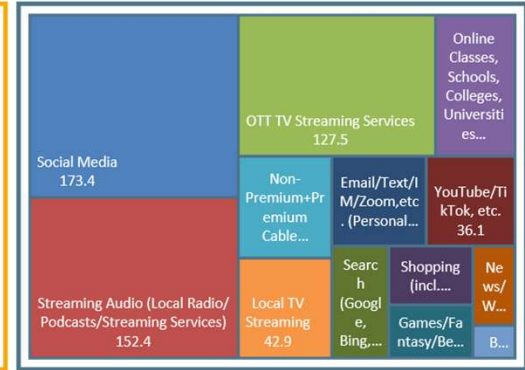 Social Media
173.4
Streaming Audio (Local Radio/
Podcasts/Streaming Services)
152.4
OTT TV Streaming Services
127.5
Online
Classes,
Schools,
Colleges,
Universiti
es...
Non-
Premium+Pr
emium
Cable...
Local TV
Streaming
42.9
Email/Text/I
M/Zoom,etc
. (Personal...
YouTube/Ti
kTok, etc.
36.1
Searc
h
(Googl
e,
Bing,...
Shopping
(incl....
Games/Fa
ntasy/Be...
Ne
ws/
W...
B...